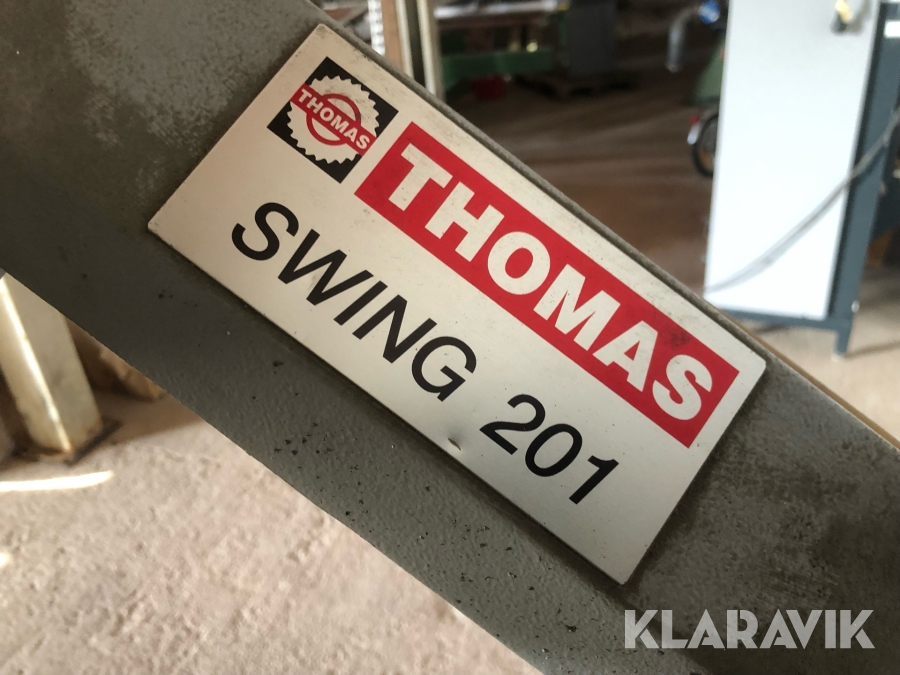 THOMAS
THOMAS
SWING 201
KLARAVIK